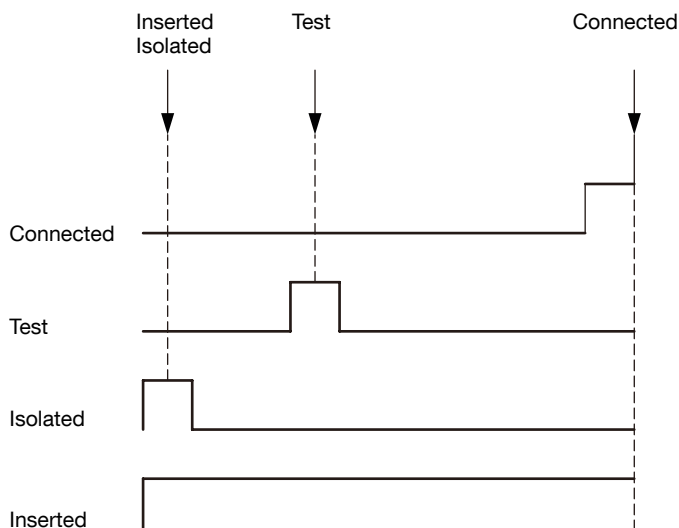 Inserted
Isolated
Test
Connected
Connected
Test
Isolated
Inserted